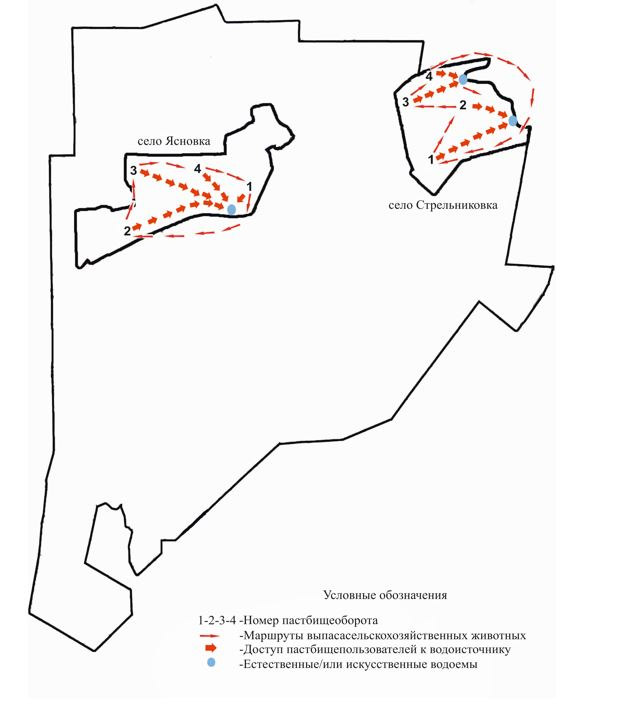 4
3
2
село Ясновка
3
4
1
1
село Стрельниковка
2
Условные обозначения
1-2-3-4 -Номер пастбищеоборота
-Маршруты выпасасельскохозяйственных животных
-Доступ пастбищепользователей к водоисточнику
-Естественные/или искусственные водоемы